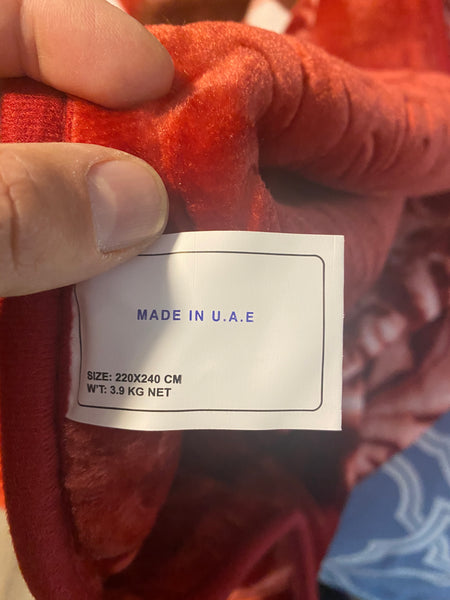 MADE IN U.A.E
SIZE: 220X240 CM
W'T: 3.9 KG NET